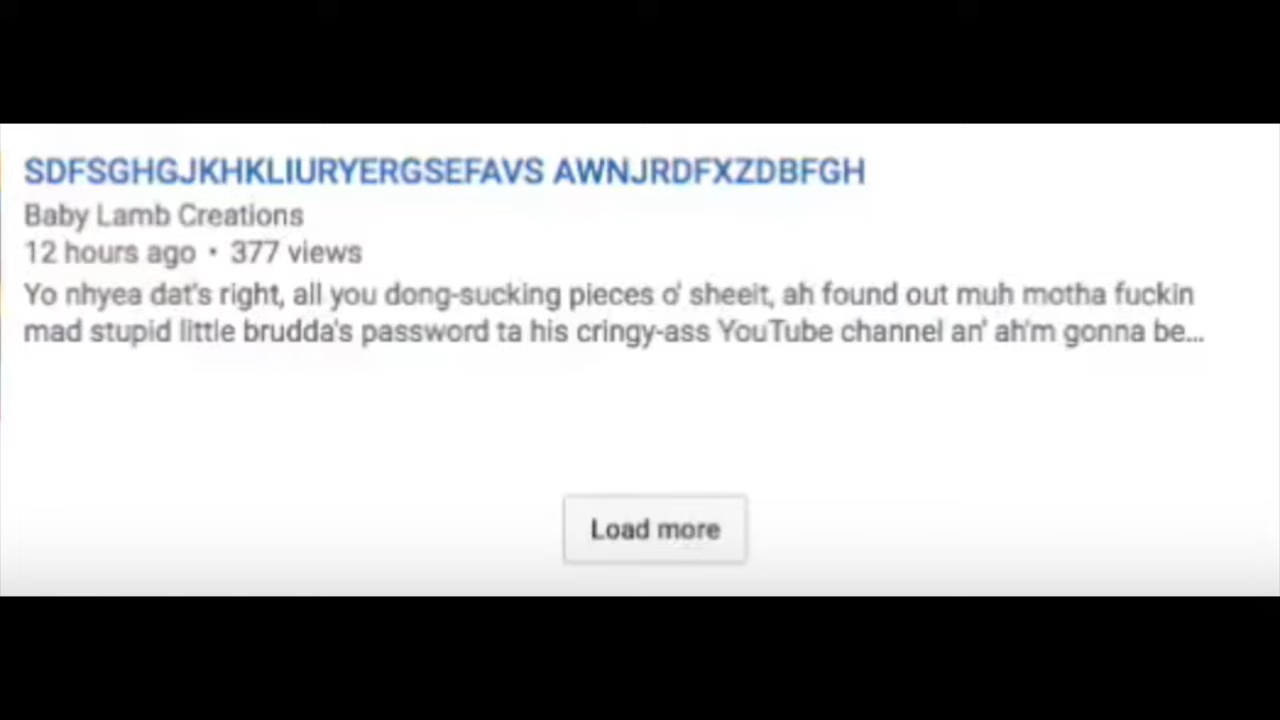 SDFSGHGJKHKLIURYERGSEFAVS AWNJRDFXZDBFGH
Baby Lamb Creations
12 hours ago • 377 views
Yo nhyea dat's right, all you dong-sucking pieces o' sheeit, ah found out muh motha fuckin
mad stupid little brudda's password ta his cringy-ass YouTube channel an' ah'm gonna be...
Load more